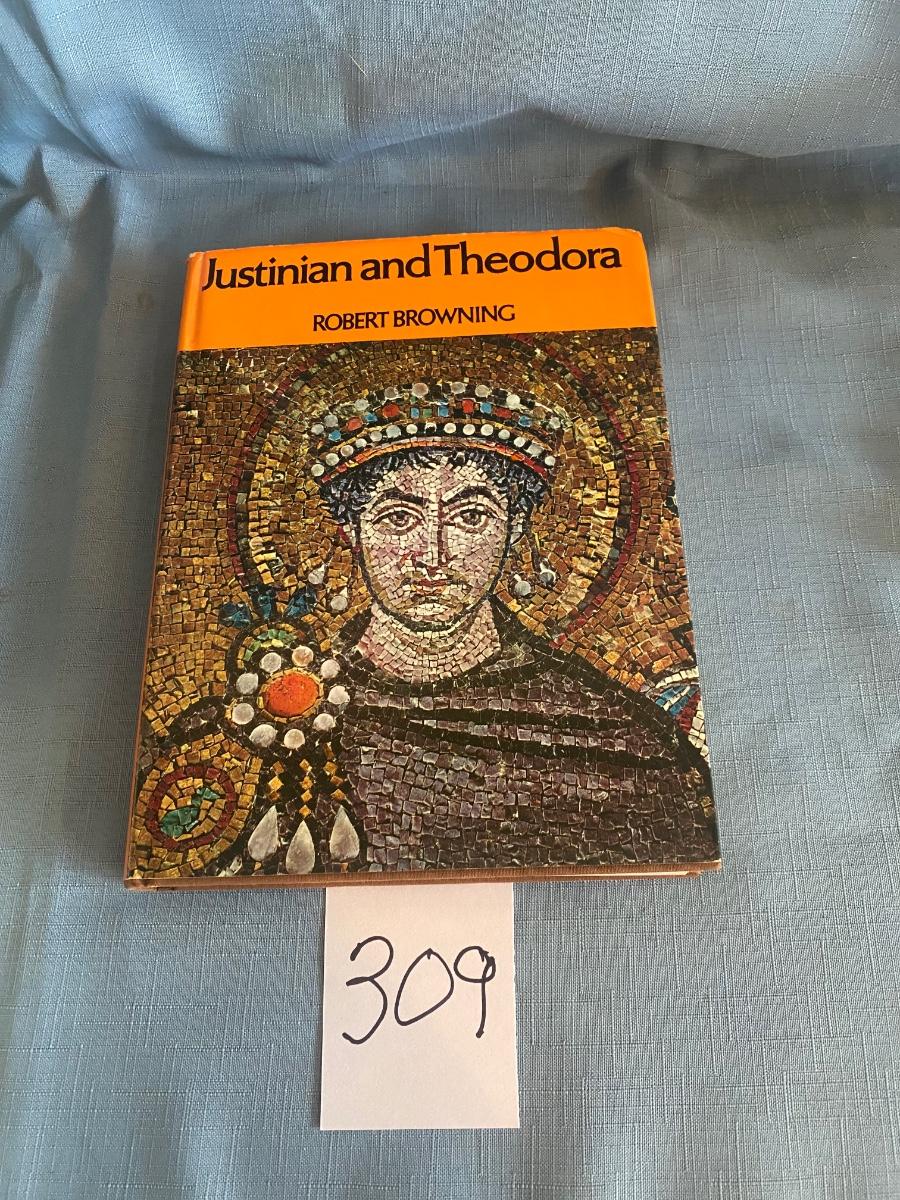 Justinian and Theodora
ROBERT BROWNING
309